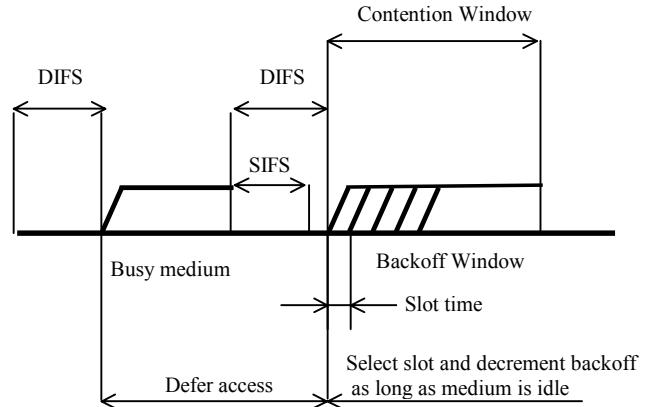 Contention Window
DIFS
DIFS
SIFS
Busy medium
Backoff Window
Slot time
Defer access
Select slot and decrement backoff
as long as medium is idle